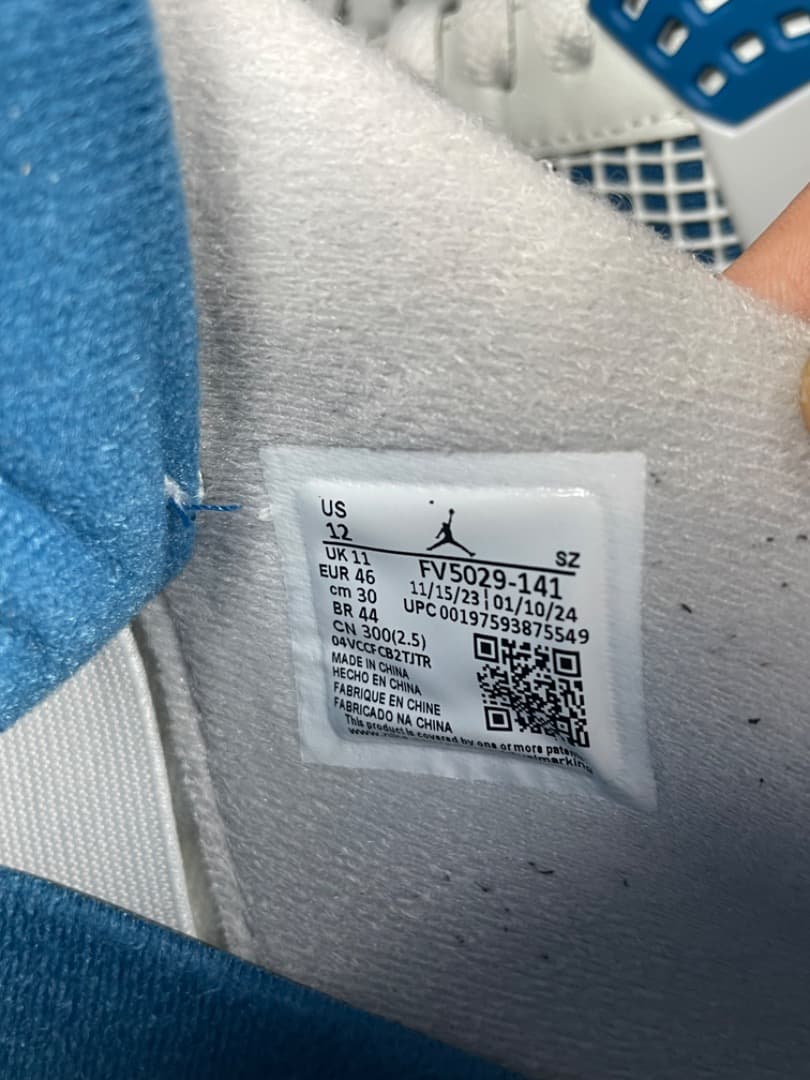 US
12
SZ
UK 11
FV5029-141
EUR 46
11/15/23 | 01/10/24
cm 30
UPC 00197593875549
BR 44
CN 300(2.5)
04VCCFCB2TJTR
MADE IN CHINA
HECHO EN CHINA
FABRIQUE EN CHINE
FABRICADO NA CHINA
This product is covered by one or more